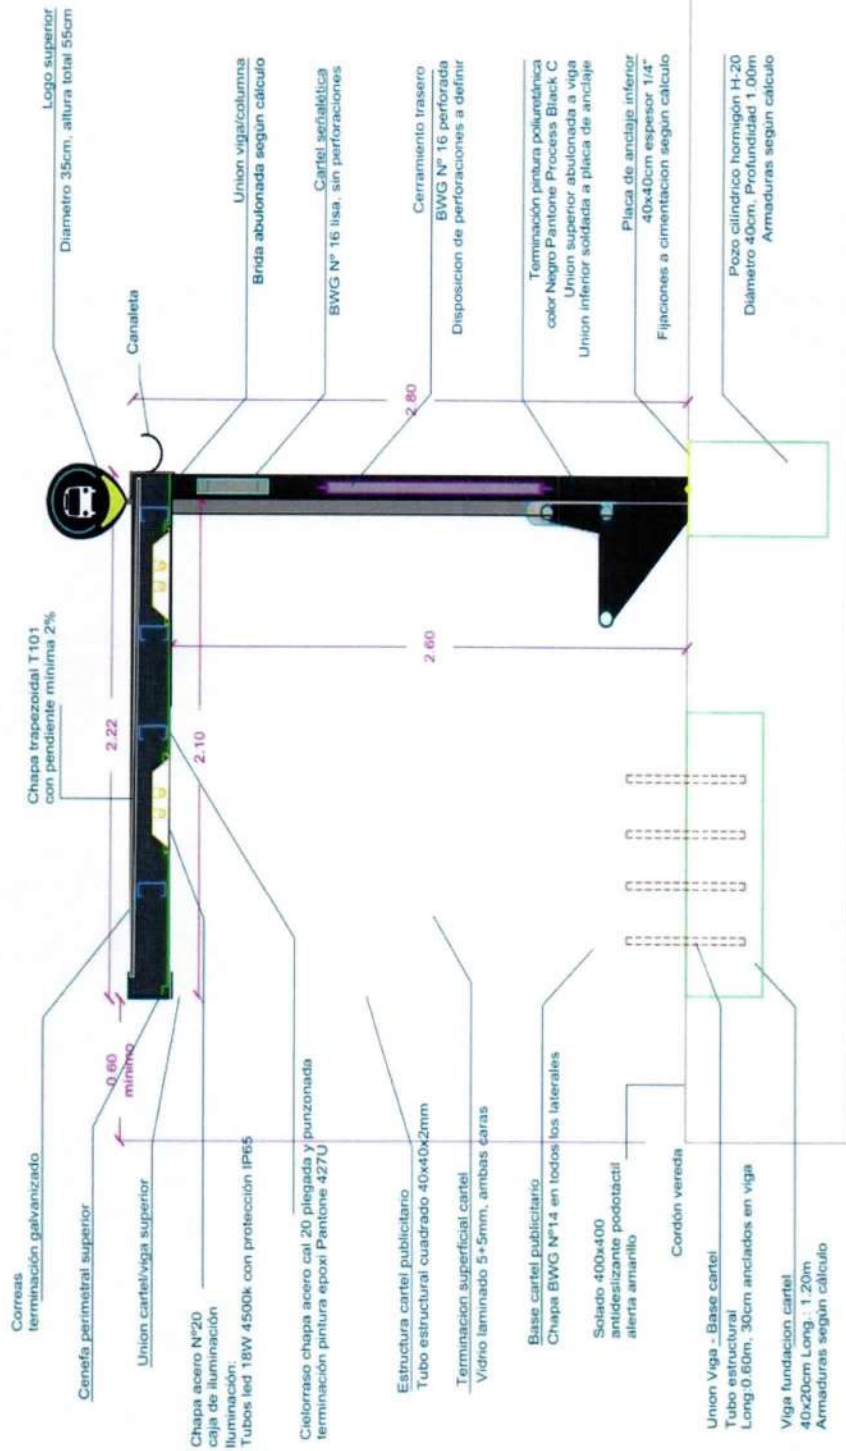 Correas
terminación galvanizado
Cenefa perimetral superior
Union cartel/viga superior
Chapa acero N°20
caja de iluminación
Iluminación:
Tubos led 18W 4500k con protección IP65
Cielorraso chapa acero cal 20 plegada y punzonada
terminación pintura epoxi Pantone 427U
Estructura cartel publicitario
Tubo estructural cuadrado 40x40x2mm
Terminacion superficial cartel
Vidrio laminado 5+5mm, ambas caras
Base cartel publicitario
Chapa BWG N°14 en todos los laterales
Solado 400x400
antideslizante podotáctil
alerta amarillo
Cordón vereda
Union Viga - Base cartel
Tubo estructural
Long:0.60m, 30cm anclados en viga
Viga fundacion cartel
40x20cm Long.: 1.20m
Armaduras según cálculo
Chapa trapezoidal T101
con pendiente mínima 2%
0.60
mínimo
2.22
2.10
2.60
2.80
Logo superior
Diametro 35cm, altura total 55cm
Canaleta
Union viga/columna
Brida abulonada según cálculo
Cartel señalética
BWG N° 16 lisa, sin perforaciones
Cerramiento trasero
BWG N° 16 perforada
Disposicion de perforaciones a definir
Terminación pintura poliuretánica
color Negro Pantone Process Black C
Union superior abulonada a viga
Union inferior soldada a placa de anclaje
Placa de anclaje inferior
40x40cm espesor 1/4"
Fijaciones a cimentacion según cálculo
Pozo cilíndrico hormigón H-20
Diámetro 40cm, Profundidad 1.00m
Armaduras según cálculo